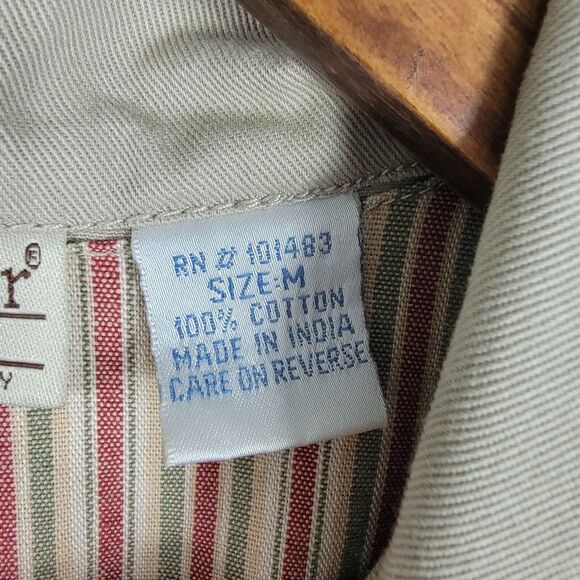 r®
Y
RN # 101483
SIZE:M
100% COTTON
MADE IN INDIA
CARE ON REVERSE